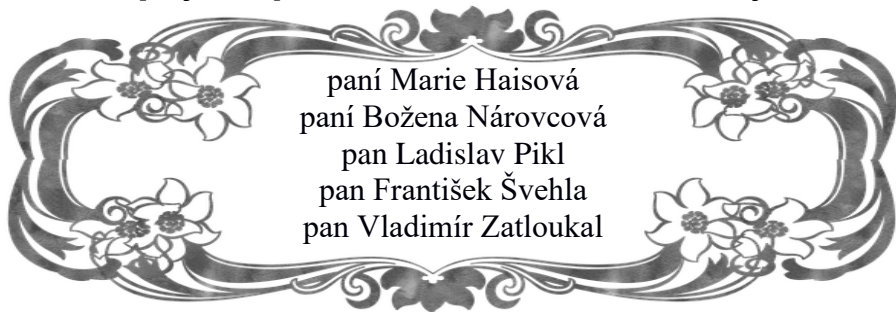 paní Marie Haisová
paní Božena Nárovcová
pan Ladislav Pikl
pan František Švehla
pan Vladimír Zatloukal